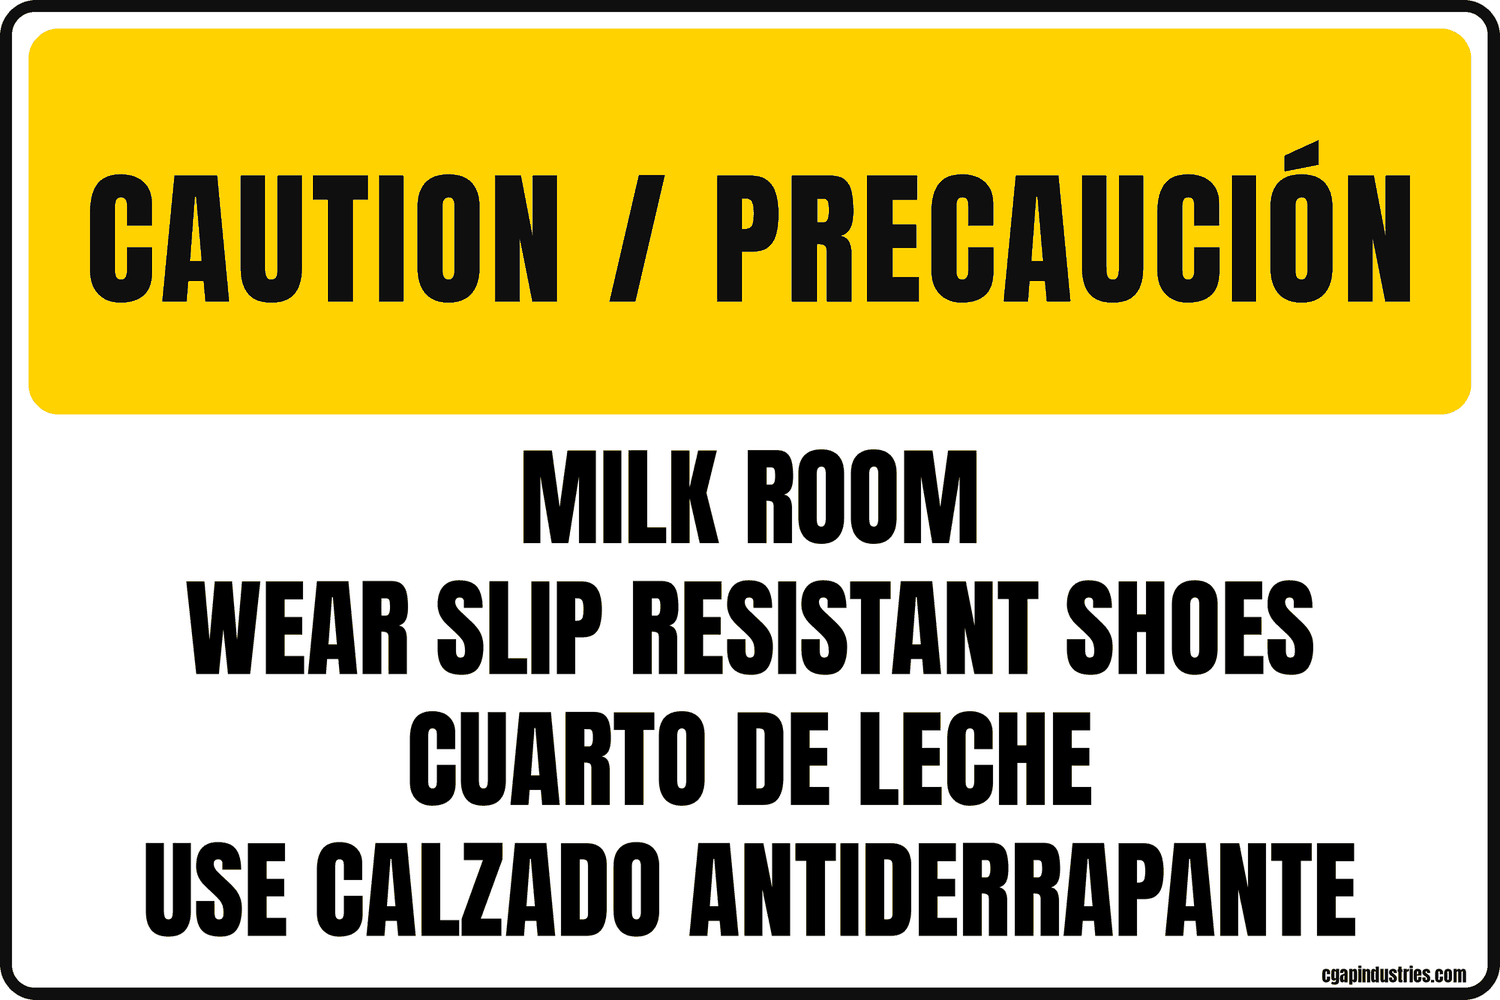 CAUTION / PRECAUCIÓN
MILK ROOM
WEAR SLIP RESISTANT SHOES
CUARTO DE LECHE
USE CALZADO ANTIDERRAPANTE
cgapindustries.com